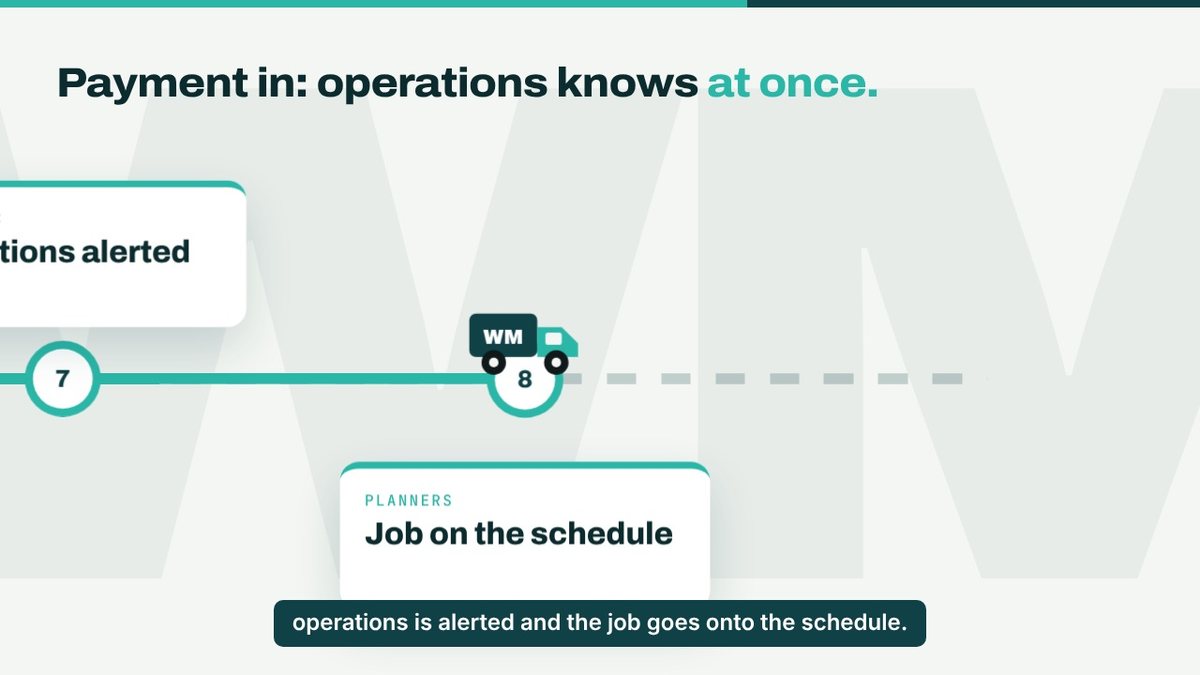 Payment in: operations knows at once.
tions alerted
WM
7
8
PLANNERS
Job on the schedule
operations is alerted and the job goes onto the schedule.